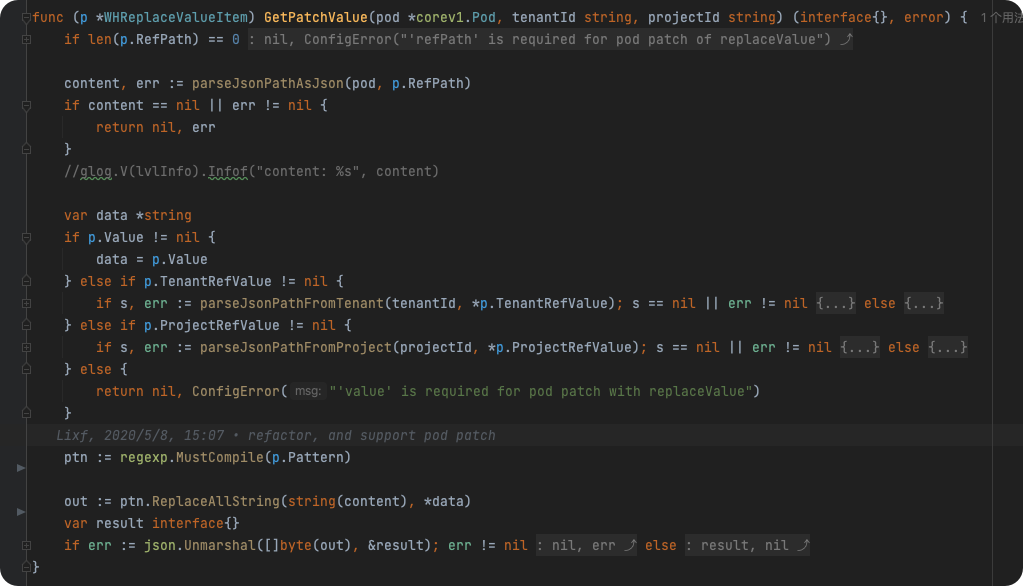 func (p *WHReplaceValueItem) GetPatchValue(pod *corev1.Pod, tenantId string, projectId string) (interface{}, error) { 1个用法
if len(p.RefPath) == 0 : nil, ConfigError("'refPath' is required for pod patch of replaceValue") ⤴
content, err := parseJsonPathAsJson(pod, p.RefPath)
if content == nil || err != nil {
return nil, err
}
//glog.V(lvlInfo).Infof("content: %s", content)
var data *string
if p.Value != nil {
data = p.Value
} else if p.TenantRefValue != nil {
if s, err := parseJsonPathFromTenant(tenantId, *p.TenantRefValue); s == nil || err != nil {...} else {...}
} else if p.ProjectRefValue != nil {
if s, err := parseJsonPathFromProject(projectId, *p.ProjectRefValue); s == nil || err != nil {...} else {...}
} else {
return nil, ConfigError( msg: "'value' is required for pod patch with replaceValue")
}
Lixf, 2020/5/8, 15:07 • refactor, and support pod patch
ptn := regexp.MustCompile(p.Pattern)
out := ptn.ReplaceAllString(string(content), *data)
var result interface{}
if err := json.Unmarshal([]byte(out), &result); err != nil : nil, err ⤴ else : result, nil ⤴
}